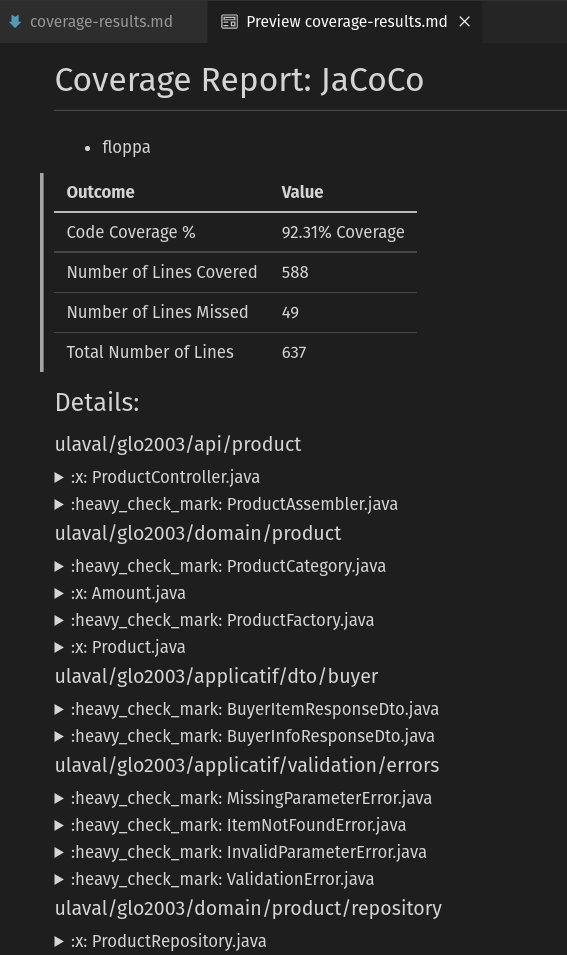 coverage-results.md
Preview coverage-results.md
Coverage Report: JaCoCo
floppa
Outcome Value
Code Coverage % 92.31% Coverage
Number of Lines Covered 588
Number of Lines Missed 49
Total Number of Lines 637
Details:
ulaval/glo2003/api/product
:x: ProductController.java
:heavy_check_mark: ProductAssembler.java
ulaval/glo2003/domain/product
:heavy_check_mark: ProductCategory.java
:x: Amount.java
:heavy_check_mark: ProductFactory.java
:x: Product.java
ulaval/glo2003/applicatif/dto/buyer
:heavy_check_mark: BuyerItemResponseDto.java
:heavy_check_mark: BuyerInfoResponseDto.java
ulaval/glo2003/applicatif/validation/errors
:heavy_check_mark: MissingParameterError.java
:heavy_check_mark: ItemNotFoundError.java
:heavy_check_mark: InvalidParameterError.java
:heavy_check_mark: ValidationError.java
ulaval/glo2003/domain/product/repository
:x: ProductRepository.java